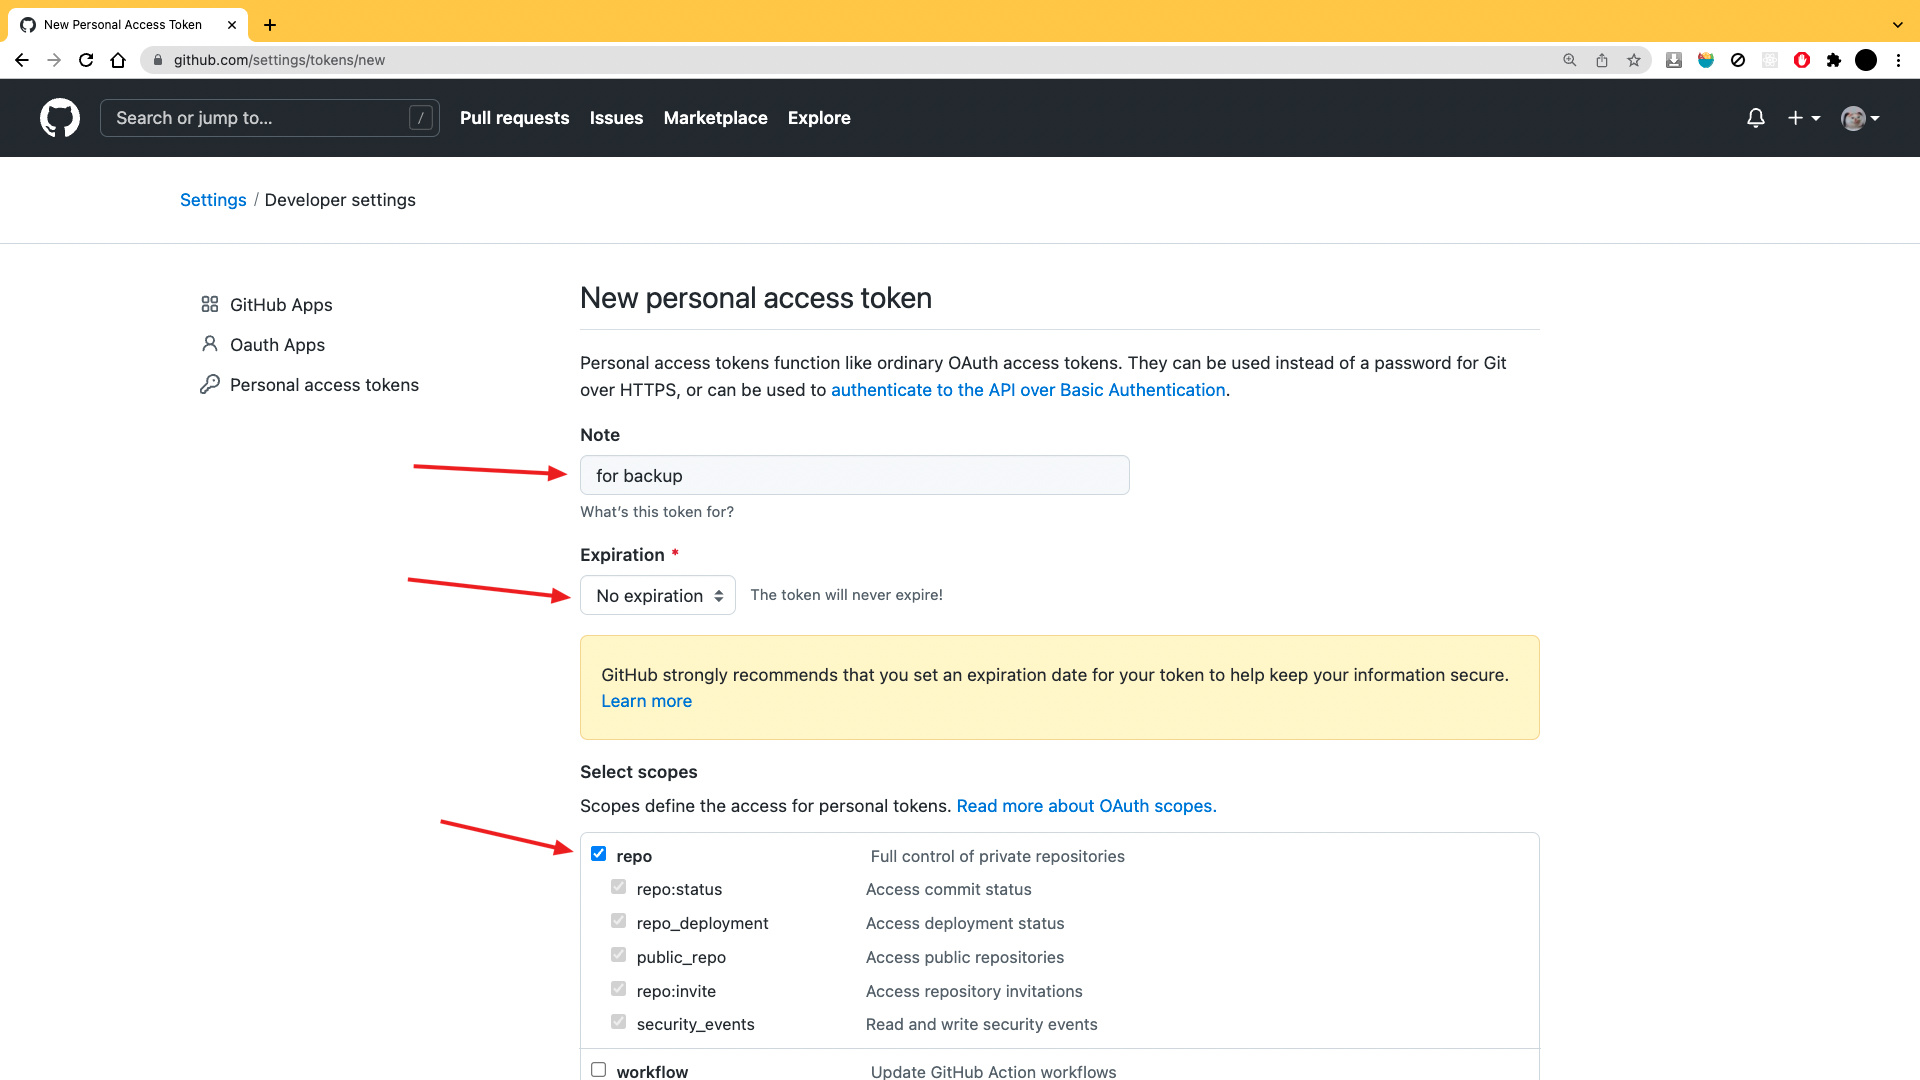 New Personal Access Token
github.com/settings/tokens/new
Search or jump to... /
Pull requests Issues Marketplace Explore
Settings / Developer settings
GitHub Apps
Oauth Apps
Personal access tokens
New personal access token
Personal access tokens function like ordinary OAuth access tokens. They can be used instead of a password for Git
over HTTPS, or can be used to authenticate to the API over Basic Authentication.
Note
for backup
What's this token for?
Expiration *
No expiration The token will never expire!
GitHub strongly recommends that you set an expiration date for your token to help keep your information secure.
Learn more
Select scopes
Scopes define the access for personal tokens. Read more about OAuth scopes.
repo Full control of private repositories
repo:status Access commit status
repo_deployment Access deployment status
public_repo Access public repositories
repo:invite Access repository invitations
security_events Read and write security events
workflow Update GitHub Action workflows